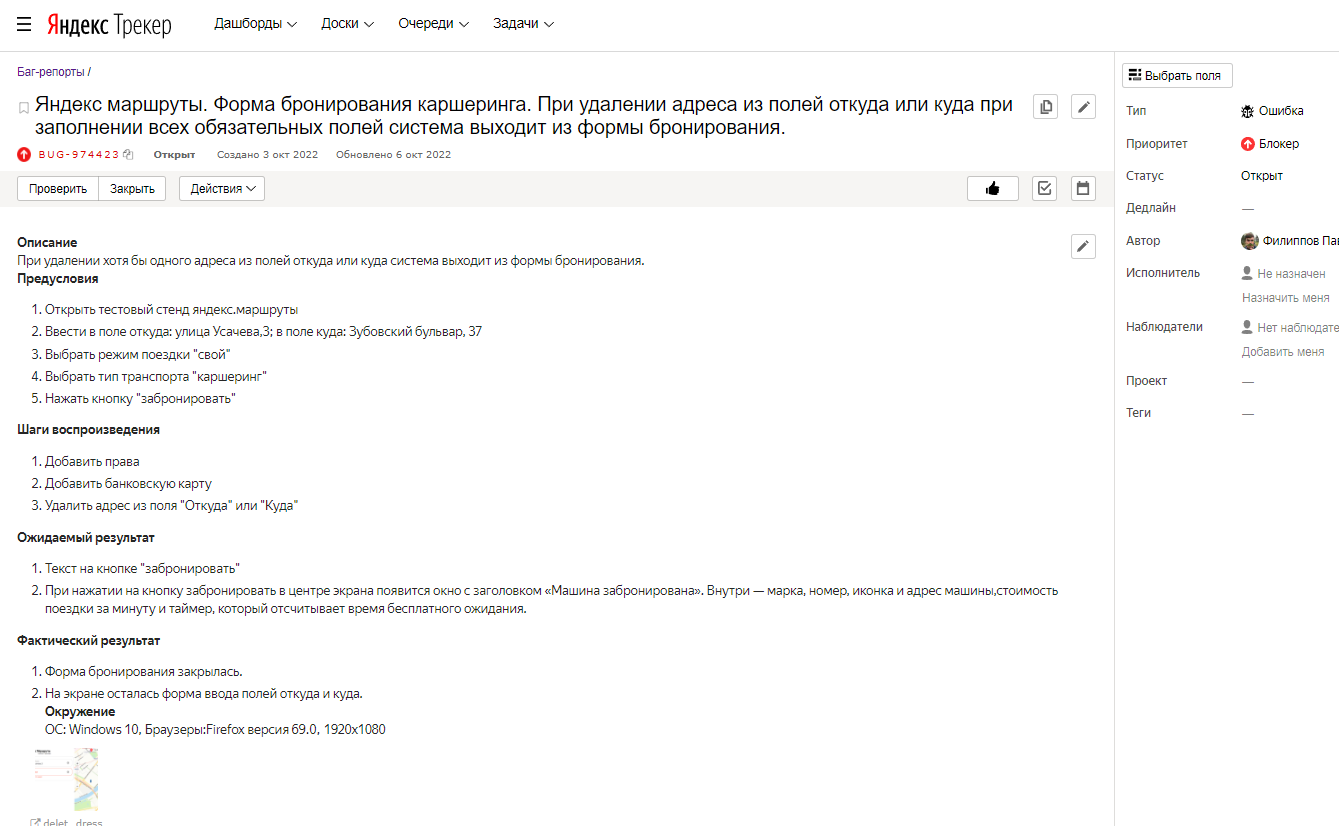 Яндекс Трекер
Дашборды
Доски
Очереди
Задачи
Баг-репорты /
Яндекс маршруты. Форма бронирования каршеринга. При удалении адреса из полей откуда или куда при
заполнении всех обязательных полей система выходит из формы бронирования.
BUG-974423 Открыт Создано 3 окт 2022 Обновлено 6 окт 2022
Проверить Закрыть Действия
Описание
При удалении хотя бы одного адреса из полей откуда или куда система выходит из формы бронирования.
Предусловия
1. Открыть тестовый стенд яндекс.маршруты
2. Ввести в поле откуда: улица Усачева,3; в поле куда: Зубовский бульвар, 37
3. Выбрать режим поездки "свой"
4. Выбрать тип транспорта "каршеринг"
5. Нажать кнопку "забронировать"
Шаги воспроизведения
1. Добавить права
2. Добавить банковскую карту
3. Удалить адрес из поля "Откуда" или "Куда"
Ожидаемый результат
1. Текст на кнопке "забронировать"
2. При нажатии на кнопку забронировать в центре экрана появится окно с заголовком «Машина забронирована». Внутри — марка, номер, иконка и адрес машины,стоимость
поездки за минуту и таймер, который отсчитывает время бесплатного ожидания.
Фактический результат
1. Форма бронирования закрылась.
2. На экране осталась форма ввода полей откуда и куда.
Окружение
ОС: Windows 10, Браузеры:Firefox версия 69.0, 1920x1080
delet dress
Выбрать поля
Тип Ошибка
Приоритет Блокер
Статус Открыт
Дедлайн —
Автор Филиппов Па
Исполнитель Не назначен
Назначить меня
Наблюдатели Нет наблюдате
Добавить меня
Проект —
Теги —